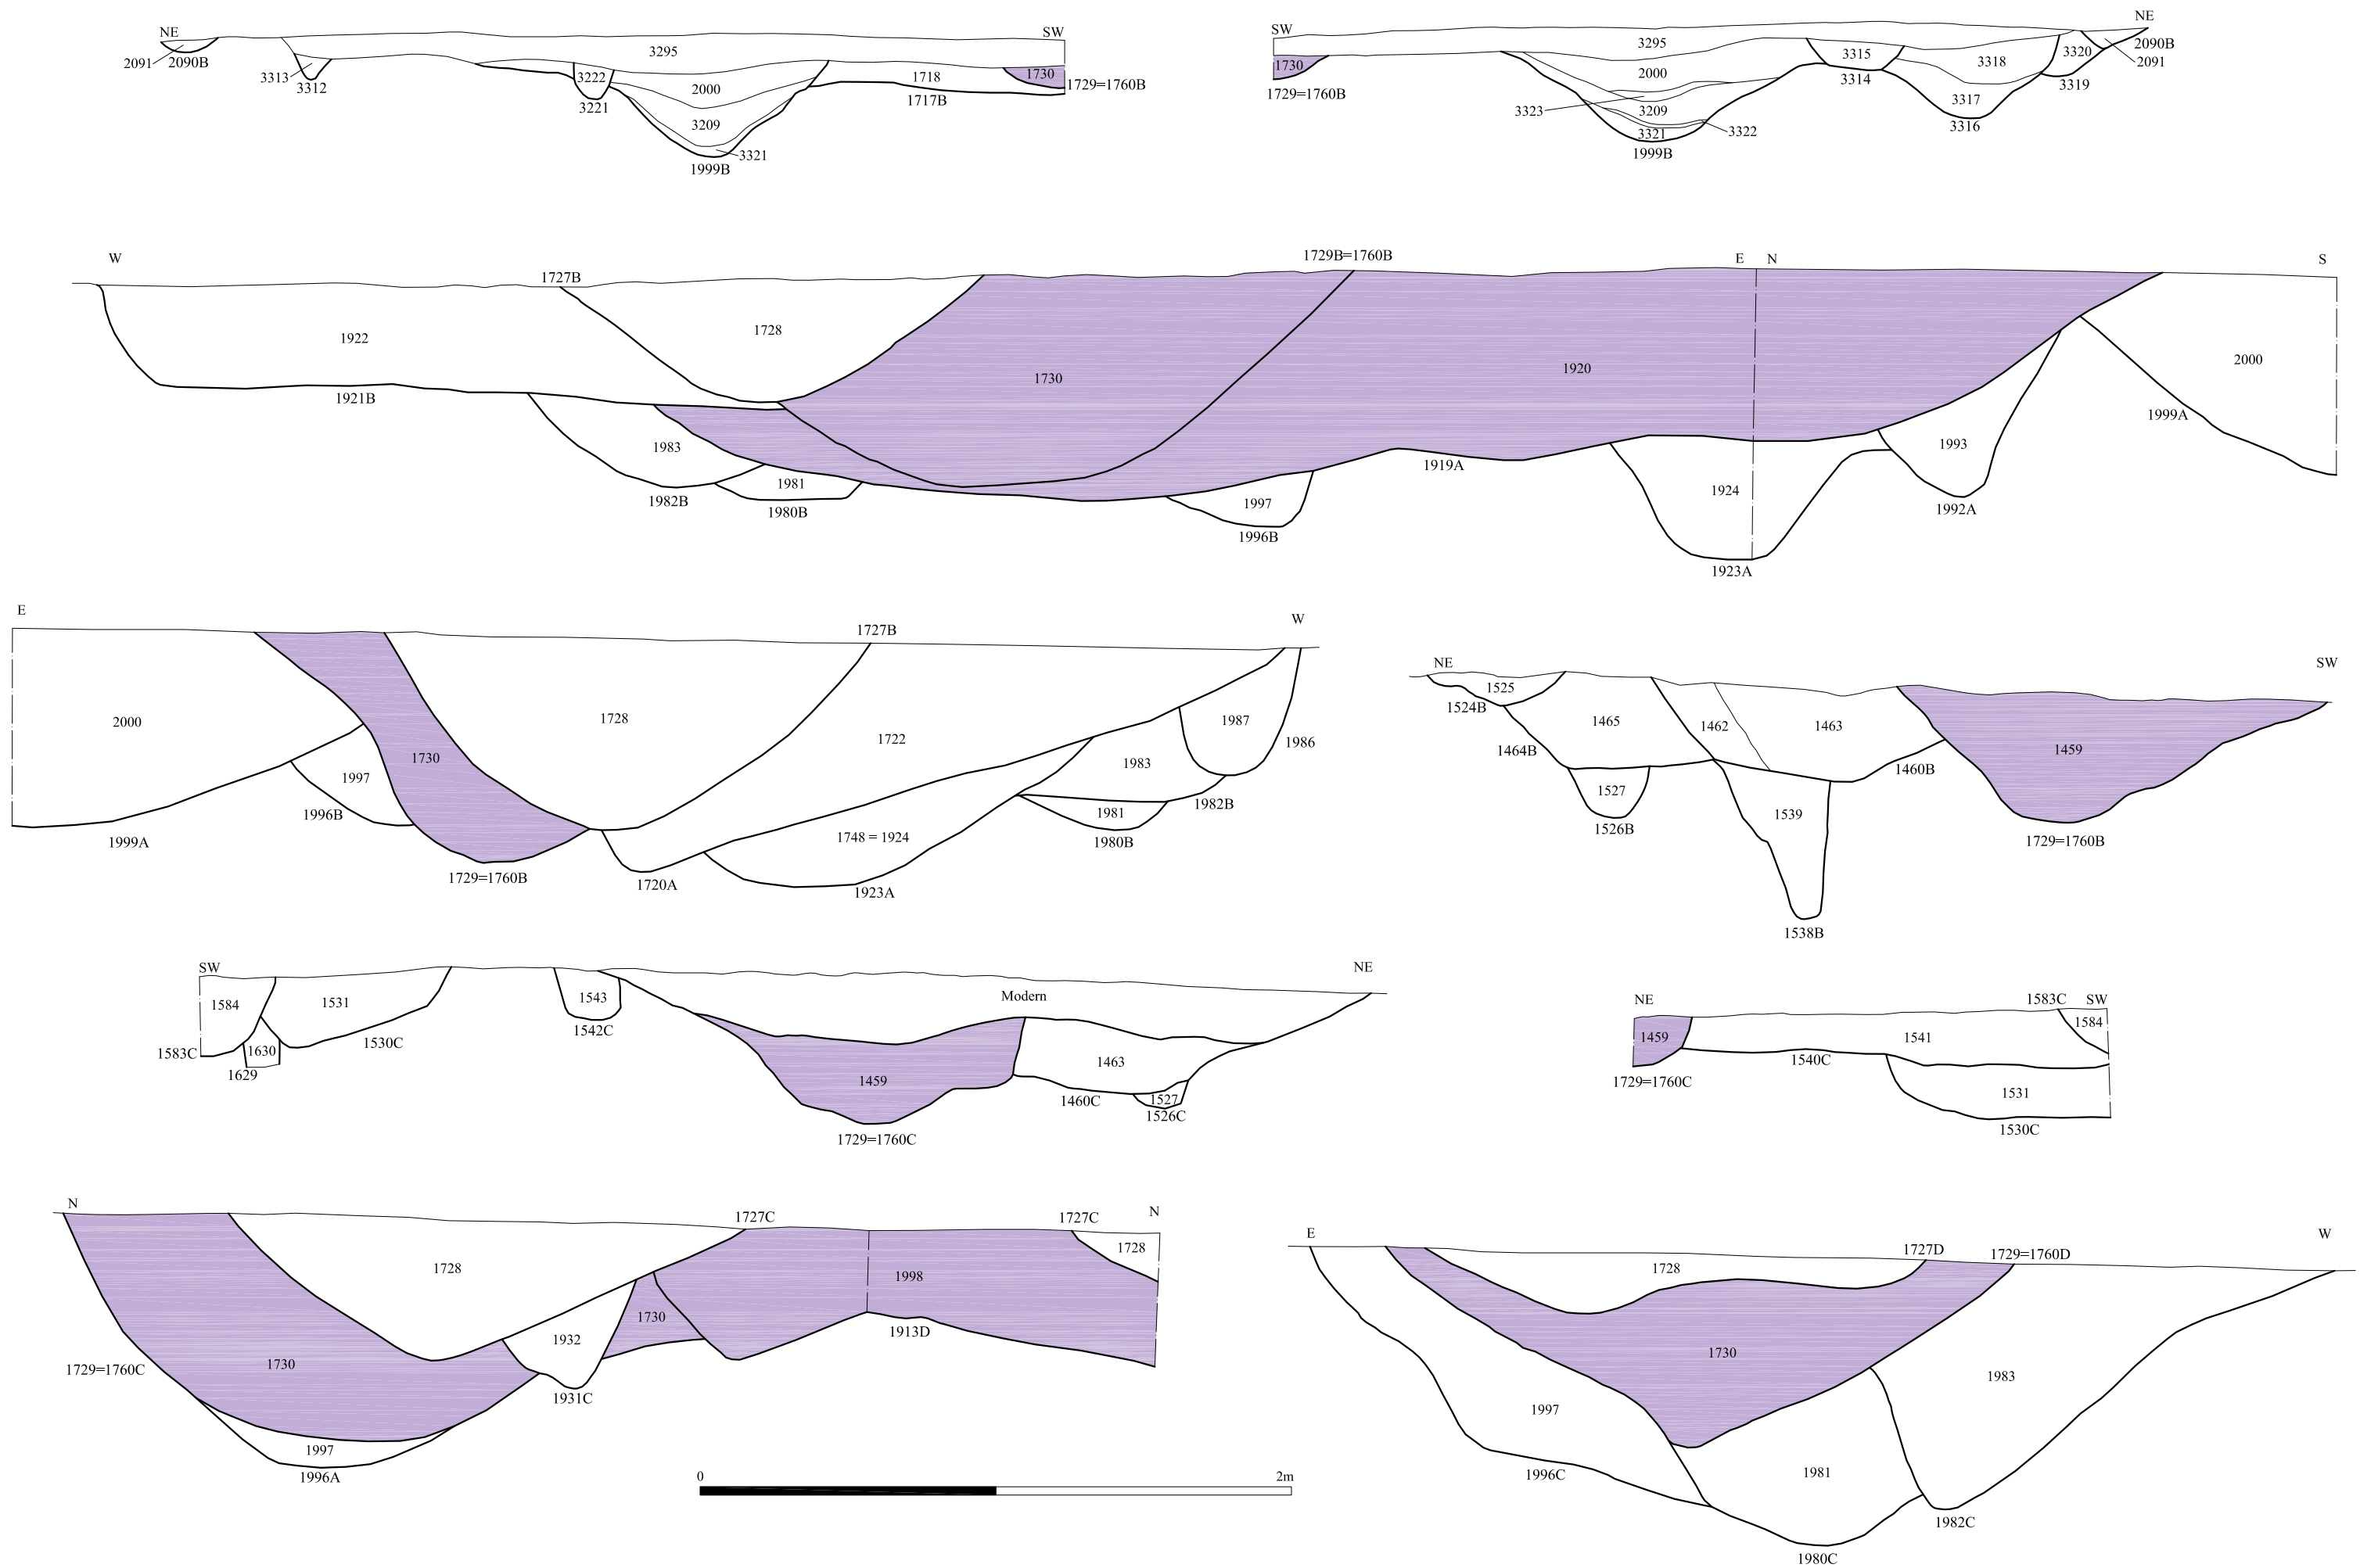 NE
SW
3295
2091
2090B
3313
3312
3222
3221
2000
1718
1730
1717B
1729=1760B
3209
3321
1999B
SW
NE
3295
1730
1729=1760B
2000
3315
3314
3318
3320
2090B
2091
3319
3323
3209
3317
3316
3321
3322
1999B
W
1727B
1729B=1760B
E
N
S
1922
1728
1730
1920
2000
1921B
1983
1982B
1981
1980B
1919A
1999A
1997
1996B
1924
1923A
1993
1992A
E
1727B
W
2000
1728
1722
1987
1986
1730
1997
1996B
1983
1982B
1981
1980B
1748 = 1924
1999A
1729=1760B
1720A
1923A
NE
SW
1525
1524B
1465
1462
1463
1459
1464B
1460B
1527
1526B
1539
1729=1760B
1538B
SW
NE
1584
1531
1543
Modern
1542C
1583C
1630
1530C
1629
1459
1463
1460C
1527
1526C
1729=1760C
NE
1583C
SW
1459
1541
1584
1540C
1729=1760C
1531
1530C
N
1727C
1727C
N
1728
1728
1998
1730
1932
1913D
1729=1760C
1730
1931C
1997
1996A
E
W
1727D
1729=1760D
1728
1730
1983
1997
1981
1996C
1982C
1980C
0
2m